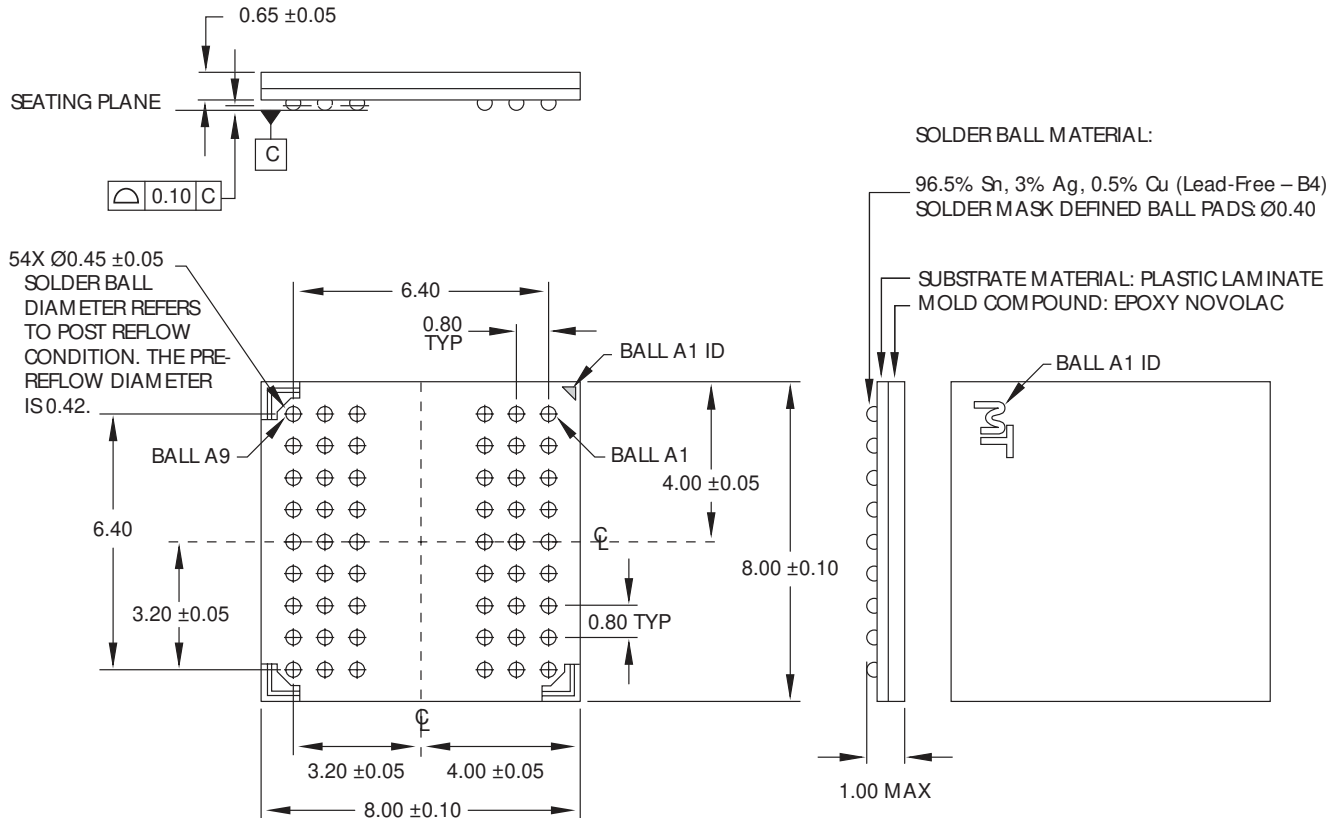 0.65 ±0.05
SEATING PLANE
C
0.10 C
SOLDER BALL MATERIAL:
96.5% Sn, 3% Ag, 0.5% Cu (Lead-Free – B4)
SOLDER MASK DEFINED BALL PADS: Ø0.40
SUBSTRATE MATERIAL: PLASTIC LAMINATE
MOLD COMPOUND: EPOXY NOVOLAC
54X Ø0.45 ±0.05
SOLDER BALL
DIAMETER REFERS
TO POST REFLOW
CONDITION. THE PRE-
REFLOW DIAMETER
IS 0.42.
6.40
0.80
TYP
BALL A1 ID
BALL A1 ID
BALL A9
BALL A1
4.00 ±0.05
6.40
CL
8.00 ±0.10
3.20 ±0.05
0.80 TYP
CL
3.20 ±0.05
4.00 ±0.05
8.00 ±0.10
1.00 MAX